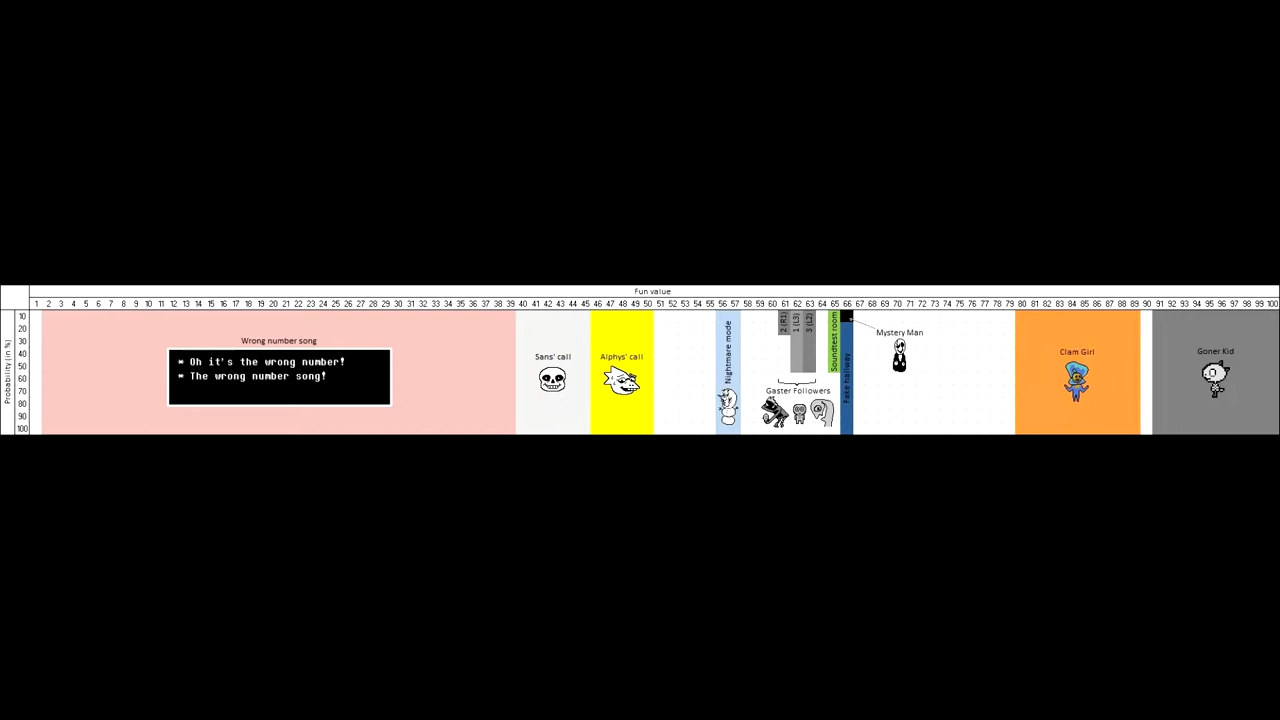 Fun value
1 2 3 4 5 6 7 8 9 10 11 12 13 14 15 16 17 18 19 20 21 22 23 24 25 26 27 28 29 30 31 32 33 34 35 36 37 38 39 40 41 42 43 44 45 46 47 48 49 50 51 52 53 54 55 56 57 58 59 60 61 62 63 64 65 66 67 68 69 70 71 72 73 74 75 76 77 78 79 80 81 82 83 84 85 86 87 88 89 90 91 92 93 94 95 96 97 98 99 100
Probability (in %)
10
20
30
40
50
60
70
80
90
100
Wrong number song
* Oh it's the wrong number!
* The wrong number song!
Sans' call
Alphys' call
Nightmare mode
2 (R1)
1 (L3)
3 (L2)
Gaster Followers
Soundtest room
Fake hallway
Mystery Man
Clam Girl
Goner Kid